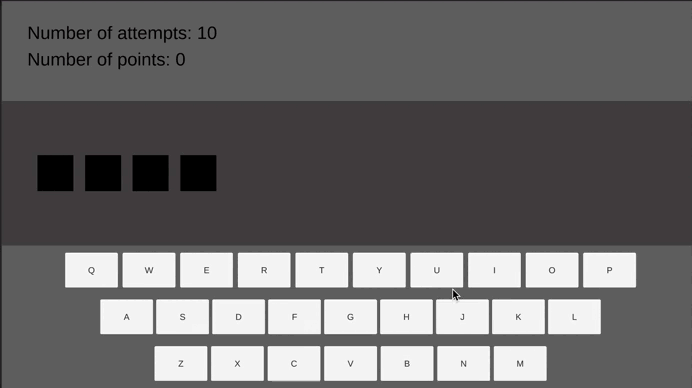 Number of attempts: 10
Number of points: 0
Q W E R T Y U I O P
A S D F G H J K L
Z X C V B N M